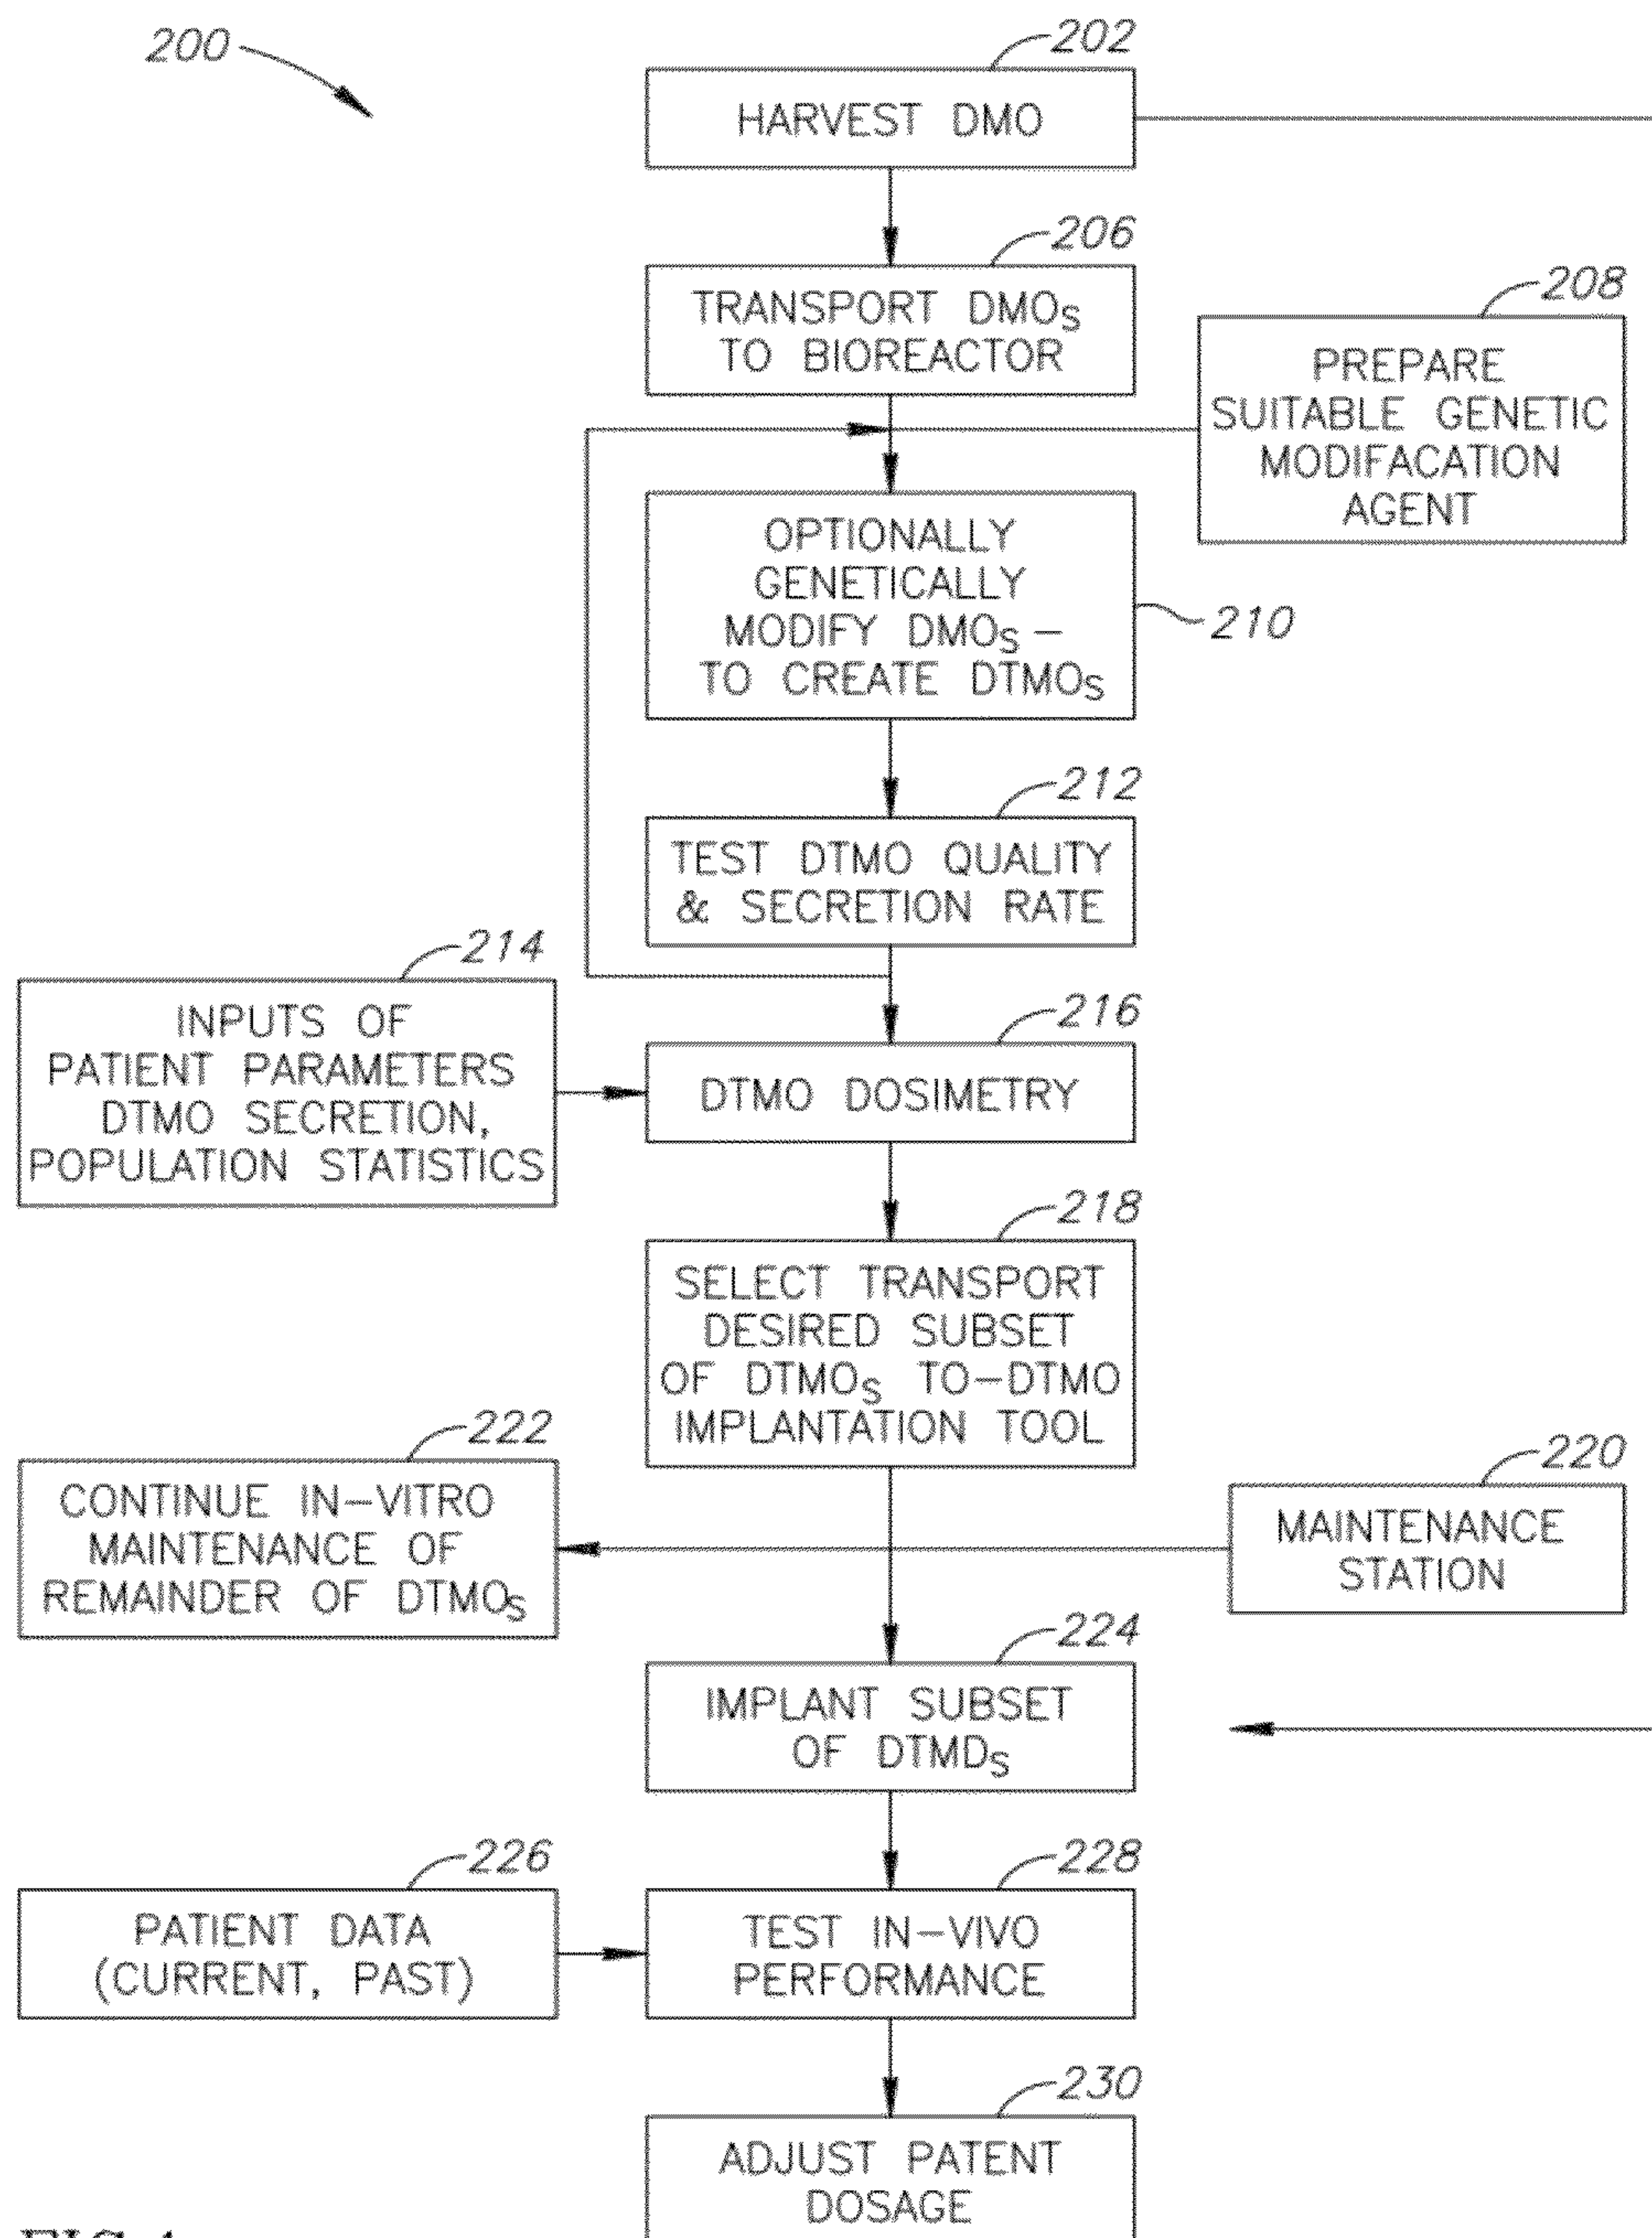 200
202
HARVEST DMO
206
TRANSPORT DMOs
TO BIOREACTOR
208
PREPARE
SUITABLE GENETIC
MODIFACATION
AGENT
OPTIONALLY
GENETICALLY
MODIFY DMOs –
TO CREATE DTMOs
210
212
TEST DTMO QUALITY
& SECRETION RATE
214
INPUTS OF
PATIENT PARAMETERS
DTMO SECRETION,
POPULATION STATISTICS
216
DTMO DOSIMETRY
218
SELECT TRANSPORT
DESIRED SUBSET
OF DTMOs TO–DTMO
IMPLANTATION TOOL
222
CONTINUE IN–VITRO
MAINTENANCE OF
REMAINDER OF DTMOs
220
MAINTENANCE
STATION
224
IMPLANT SUBSET
OF DTMDs
226
PATIENT DATA
(CURRENT, PAST)
228
TEST IN–VIVO
PERFORMANCE
230
ADJUST PATENT
DOSAGE